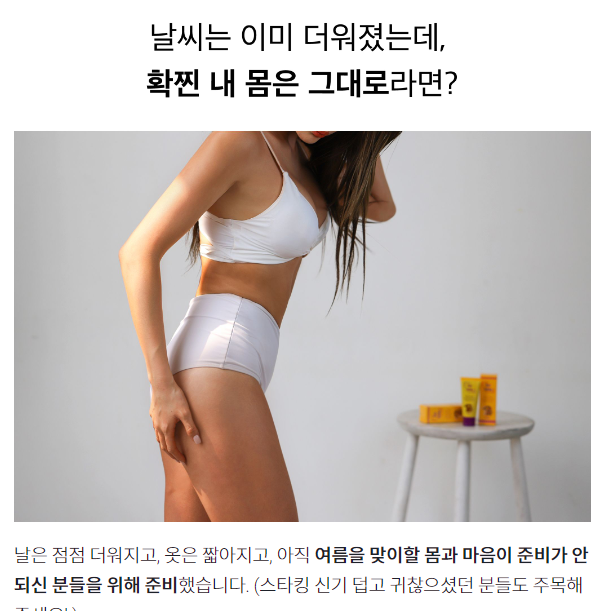 날씨는 이미 더워졌는데,
확찐 내 몸은 그대로라면?
날은 점점 더워지고, 옷은 짧아지고, 아직 여름을 맞이할 몸과 마음이 준비가 안
되신 분들을 위해 준비했습니다. (스타킹 신기 덥고 귀찮으셨던 분들도 주목해